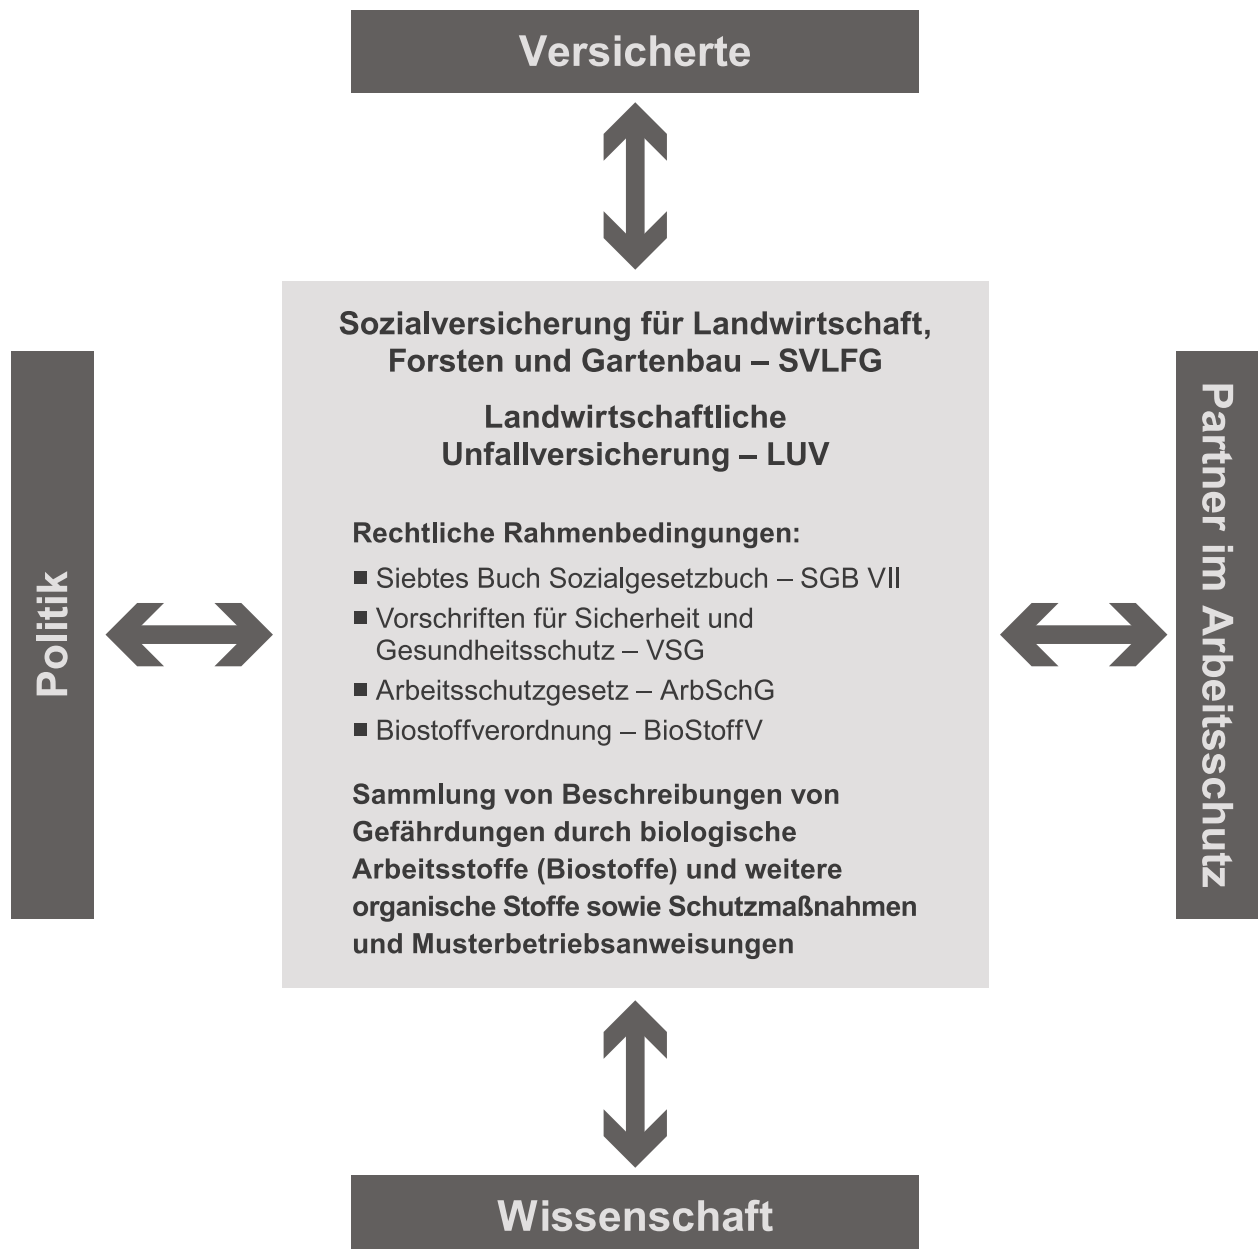 Versicherte
Sozialversicherung für Landwirtschaft,
Forsten und Gartenbau – SVLFG
Landwirtschaftliche
Unfallversicherung – LUV
Rechtliche Rahmenbedingungen:
■ Siebtes Buch Sozialgesetzbuch – SGB VII
■ Vorschriften für Sicherheit und
Gesundheitsschutz – VSG
■ Arbeitsschutzgesetz – ArbSchG
■ Biostoffverordnung – BioStoffV
Sammlung von Beschreibungen von
Gefährdungen durch biologische
Arbeitsstoffe (Biostoffe) und weitere
organische Stoffe sowie Schutzmaßnahmen
und Musterbetriebsanweisungen
Politik
Partner im Arbeitsschutz
Wissenschaft